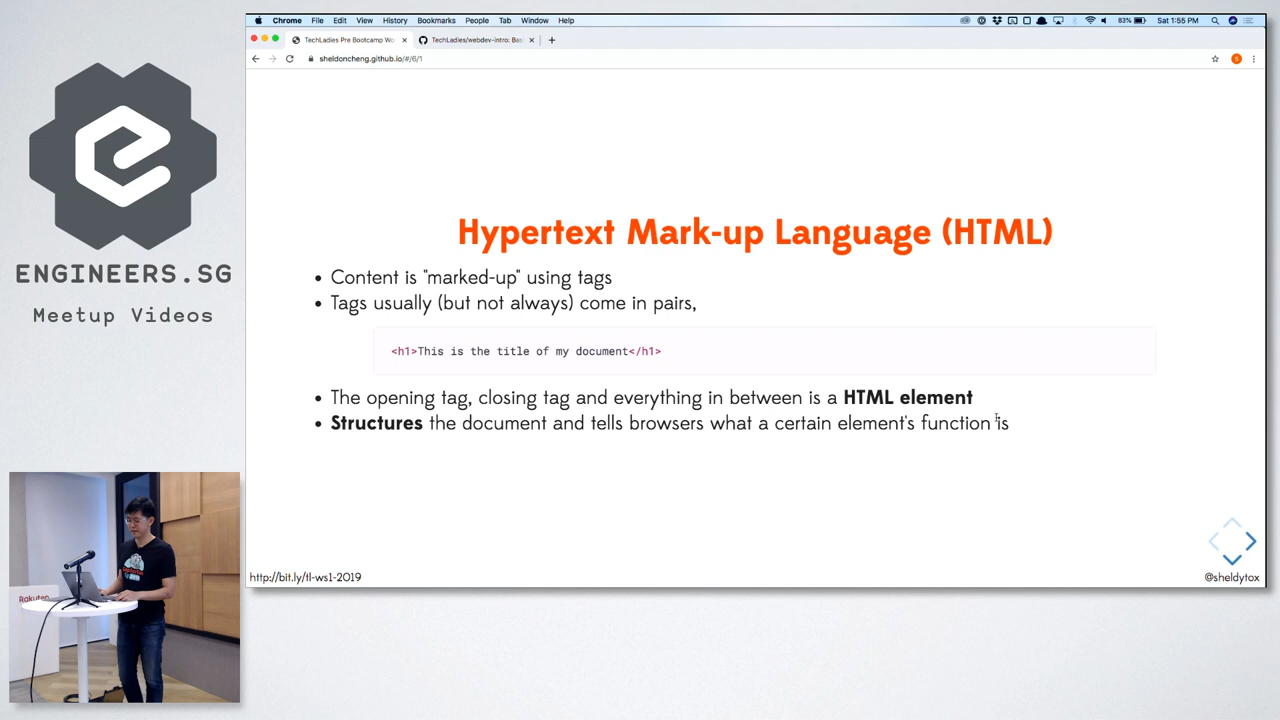 ENGINEERS.SG
Meetup Videos
Chrome File Edit View History Bookmarks People Tab Window Help
83% Sat 1:55 PM
TechLadies Pre Bootcamp Wo
TechLadies/webdev-intro: Bas
sheldoncheng.github.io/#/6/1
S
Hypertext Mark-up Language (HTML)
Content is "marked-up" using tags
Tags usually (but not always) come in pairs,
<h1>This is the title of my document</h1>
The opening tag, closing tag and everything in between is a HTML element
Structures the document and tells browsers what a certain element's function is
http://bit.ly/tl-ws1-2019
@sheldytox
Rakuten